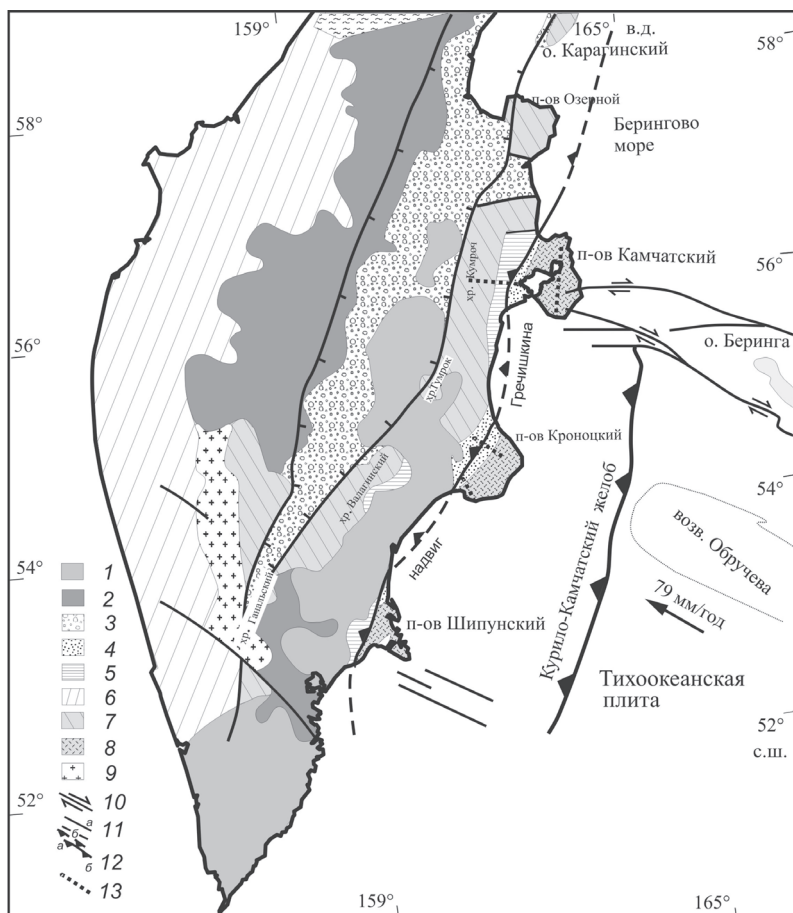 159°
165° в.д.
58°
о. Карагинский
п-ов Озерной
58°
Берингово
море
п-ов Камчатский
хр. Кумроч
56°
56°
о. Беринга
Гречишкина
хр.Тумрок
п-ов Кроноцкий
хр. Валагинский
54°
Курило-Камчатский желоб
возв. Обручева
надвиг
54°
79 мм/год
хр. Ганальский
п-ов Шипунский
Тихоокеанская
плита
52°
с.ш.
1
2
3
4
5
6
7
8
9
10
а
б
11
а
б
12
13
52°
159°
165°